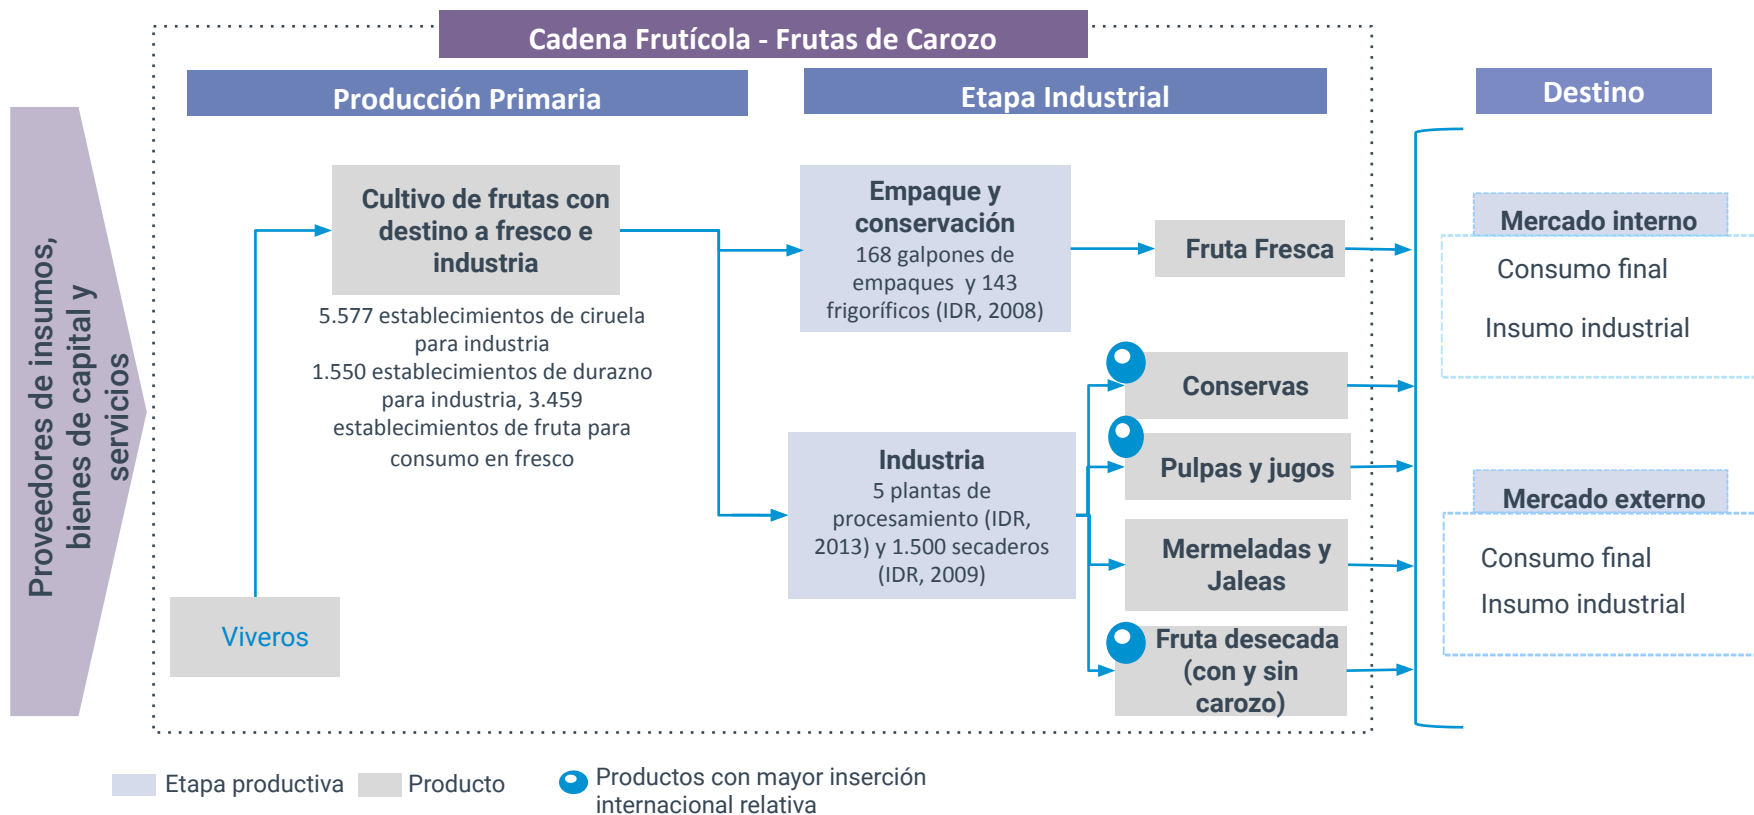 Cadena Frutícola - Frutas de Carozo
Producción Primaria
Etapa Industrial
Destino
Proveedores de insumos,
bienes de capital y
servicios
Viveros
Cultivo de frutas con
destino a fresco e
industria
5.577 establecimientos de ciruela
para industria
1.550 establecimientos de durazno
para industria, 3.459
establecimientos de fruta para
consumo en fresco
Empaque y
conservación
168 galpones de
empaques y 143
frigoríficos (IDR, 2008)
Industria
5 plantas de
procesamiento (IDR,
2013) y 1.500 secaderos
(IDR, 2009)
Fruta Fresca
Conservas
Pulpas y jugos
Mermeladas y
Jaleas
Fruta desecada
(con y sin
carozo)
Mercado interno
Consumo final
Insumo industrial
Mercado externo
Consumo final
Insumo industrial
Etapa productiva
Producto
Productos con mayor inserción
internacional relativa